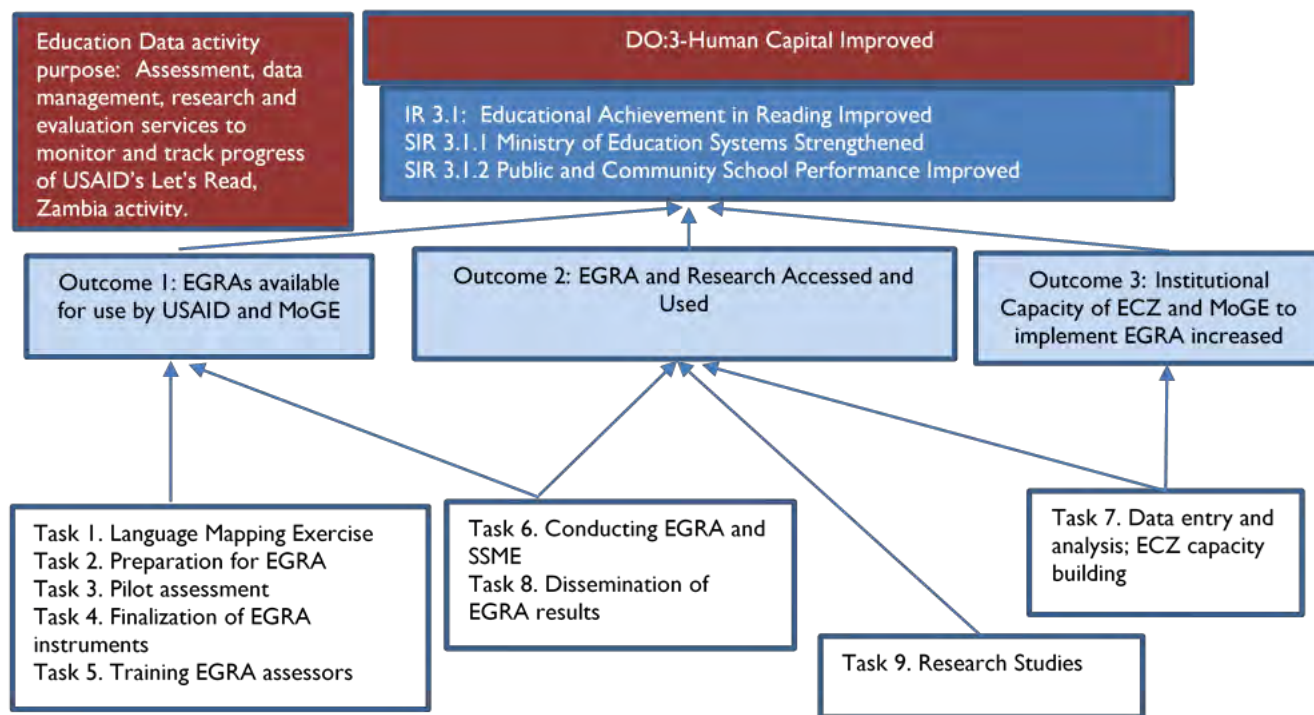 Education Data activity
purpose: Assessment, data
management, research and
evaluation services to
monitor and track progress
of USAID's Let's Read,
Zambia activity.
DO:3-Human Capital Improved
IR 3.1: Educational Achievement in Reading Improved
SIR 3.1.1 Ministry of Education Systems Strengthened
SIR 3.1.2 Public and Community School Performance Improved
Outcome 1: EGRAs available
for use by USAID and MoGE
Outcome 2: EGRA and Research Accessed and
Used
Outcome 3: Institutional
Capacity of ECZ and MoGE to
implement EGRA increased
Task 1. Language Mapping Exercise
Task 2. Preparation for EGRA
Task 3. Pilot assessment
Task 4. Finalization of EGRA
instruments
Task 5. Training EGRA assessors
Task 6. Conducting EGRA and
SSME
Task 8. Dissemination of
EGRA results
Task 9. Research Studies
Task 7. Data entry and
analysis; ECZ capacity
building